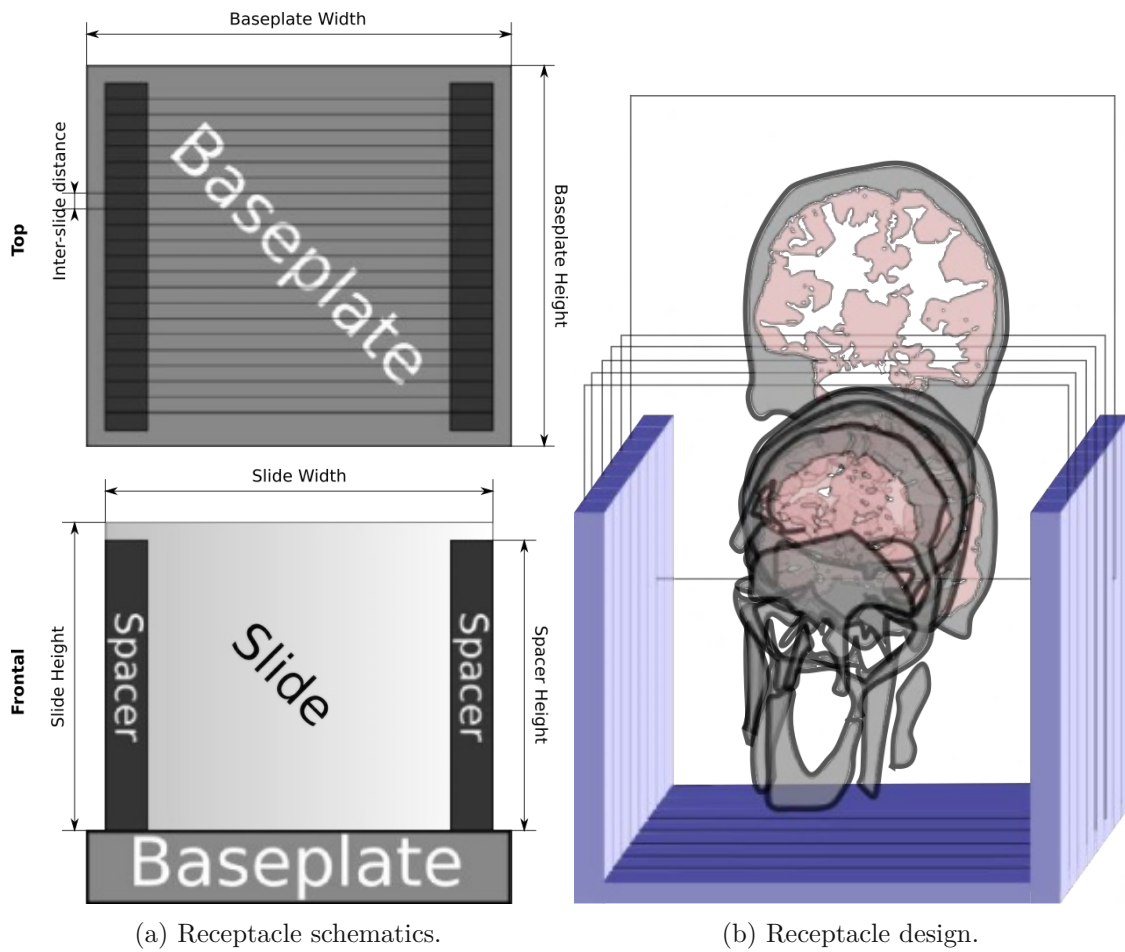 Baseplate Width
Top
Inter-slide distance
Baseplate
Baseplate Height
Slide Width
Frontal
Slide Height
Spacer
Slide
Spacer
Spacer Height
Baseplate
(a) Receptacle schematics.
(b) Receptacle design.